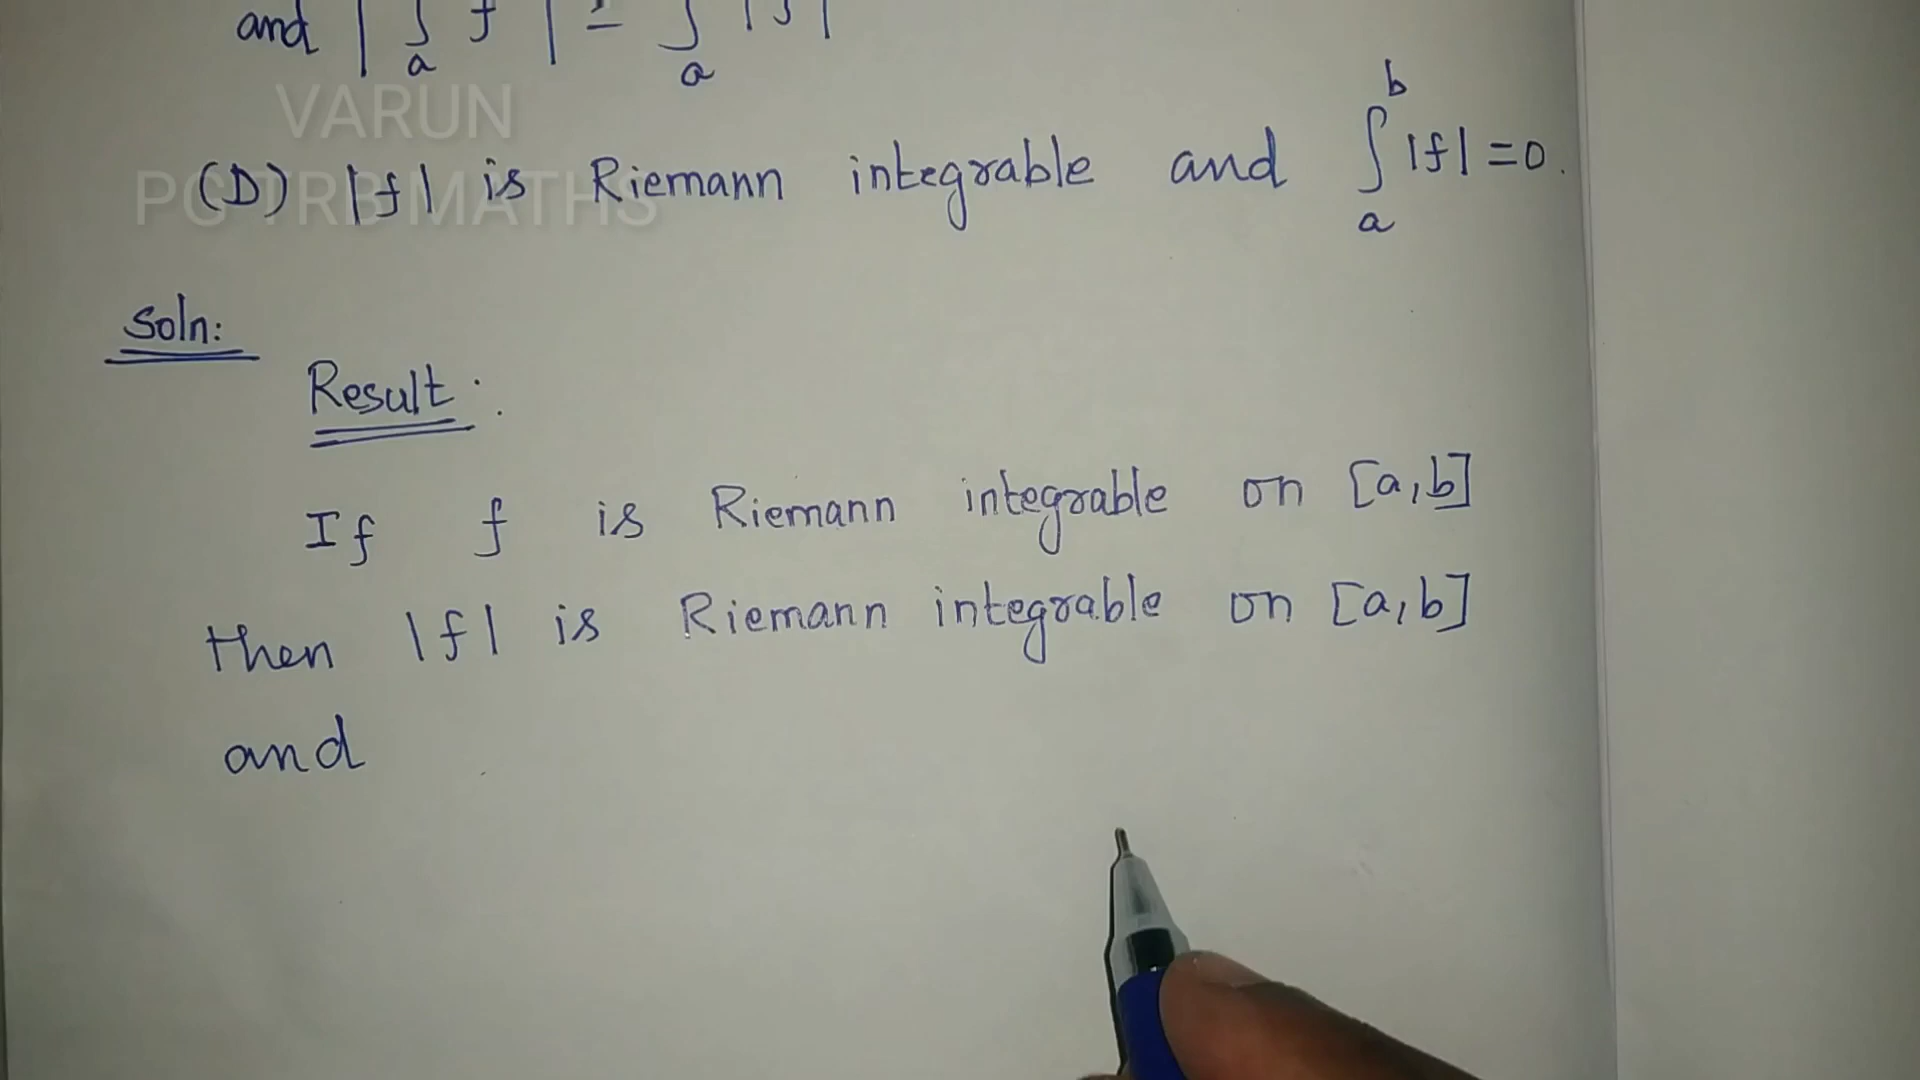 and | ∫a f | ∫a |f|
VARUN
PG TRB MATHS
(D) |f| is Riemann integrable and ∫_a^b |f| = 0.
Soln:
Result:
If f is Riemann integrable on [a,b]
then |f| is Riemann integrable on [a,b]
and